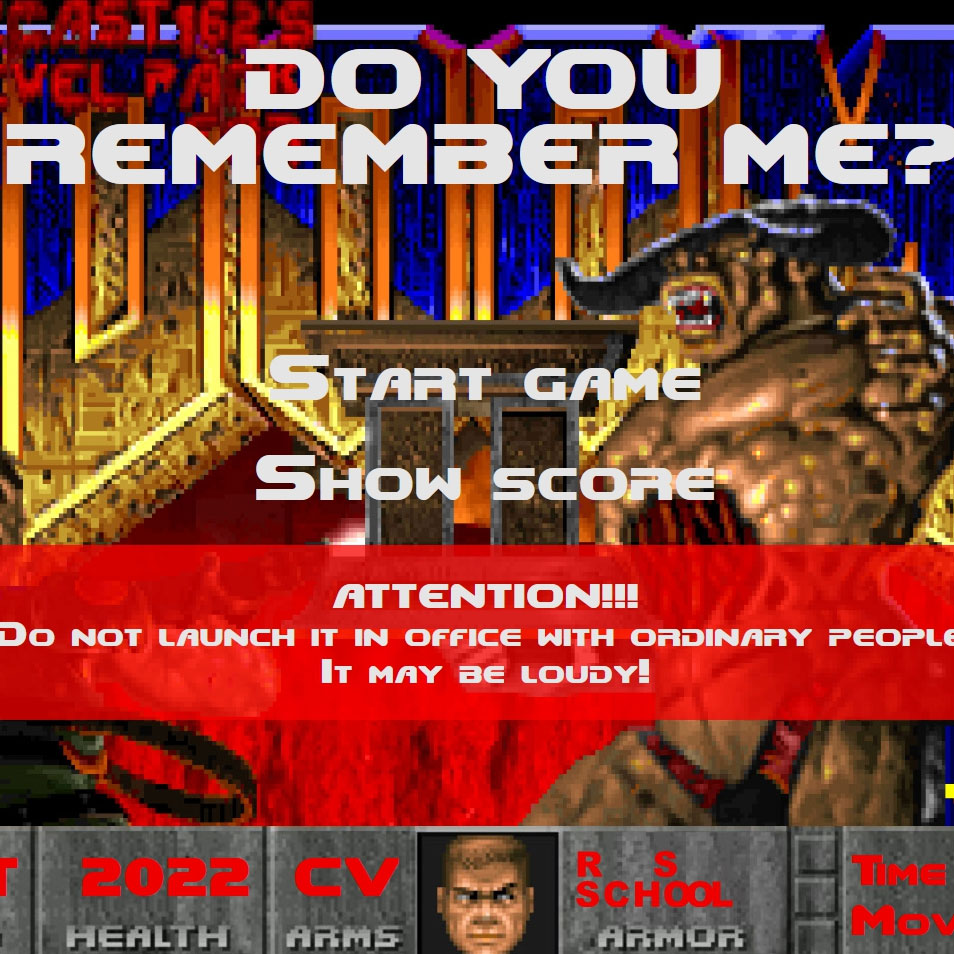 DO YOU
REMEMBER ME?
START GAME
SHOW SCORE
ATTENTION!!!
DO NOT LAUNCH IT IN OFFICE WITH ORDINARY PEOPLE
IT MAY BE LOUDY!
2022 CV R S
SCHOOL
TIME
HEALTH ARMS ARMOR